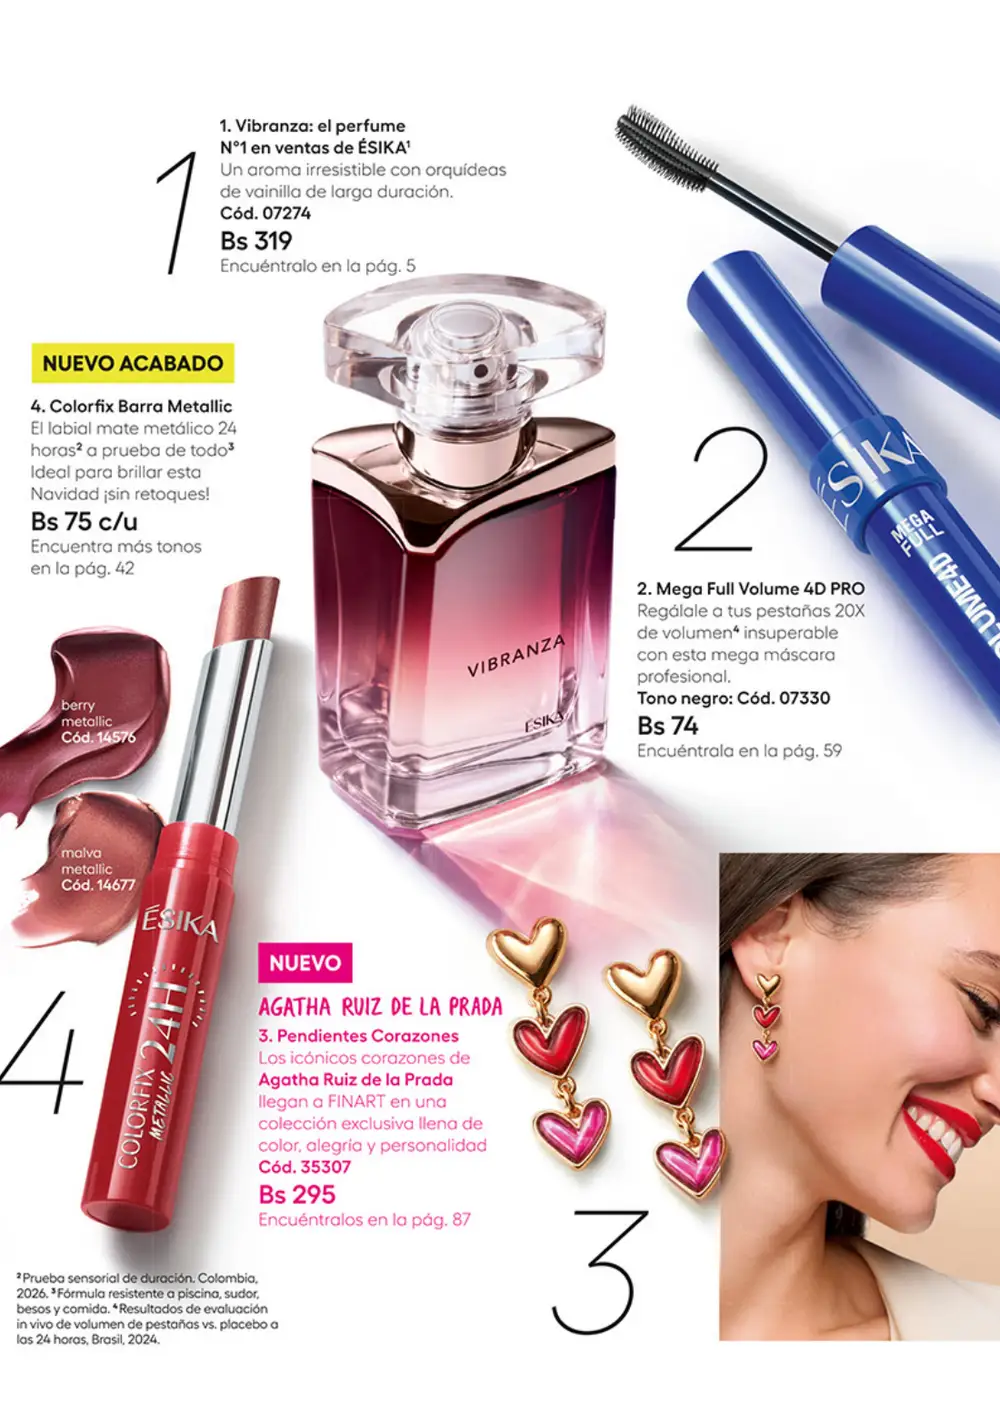 1
1. Vibranza: el perfume
N°1 en ventas de ÉSIKA¹
Un aroma irresistible con orquídeas
de vainilla de larga duración.
Cód. 07274
Bs 319
Encuéntralo en la pág. 5
NUEVO ACABADO
4. Colorfix Barra Metallic
El labial mate metálico 24
horas² a prueba de todo³
Ideal para brillar esta
Navidad ¡sin retoques!
Bs 75 c/u
Encuentra más tonos
en la pág. 42
berry
metallic
Cód. 14576
malva
metallic
Cód. 14677
ÉSIKA
COLORFIX 24H
METALLIC
4
VIBRANZA
ÉSIKA
ÉSIKA
MEGA
FULL
2
2. Mega Full Volume 4D PRO
Regálale a tus pestañas 20X
de volumen⁴ insuperable
con esta mega máscara
profesional.
Tono negro: Cód. 07330
Bs 74
Encuéntrala en la pág. 59
NUEVO
AGATHA RUIZ DE LA PRADA
3. Pendientes Corazones
Los icónicos corazones de
Agatha Ruiz de la Prada
llegan a FINART en una
colección exclusiva llena de
color, alegría y personalidad
Cód. 35307
Bs 295
Encuéntralos en la pág. 87
3
²Prueba sensorial de duración. Colombia,
2026. ³Fórmula resistente a piscina, sudor,
besos y comida. ⁴Resultados de evaluación
in vivo de volumen de pestañas vs. placebo a
las 24 horas, Brasil, 2024.